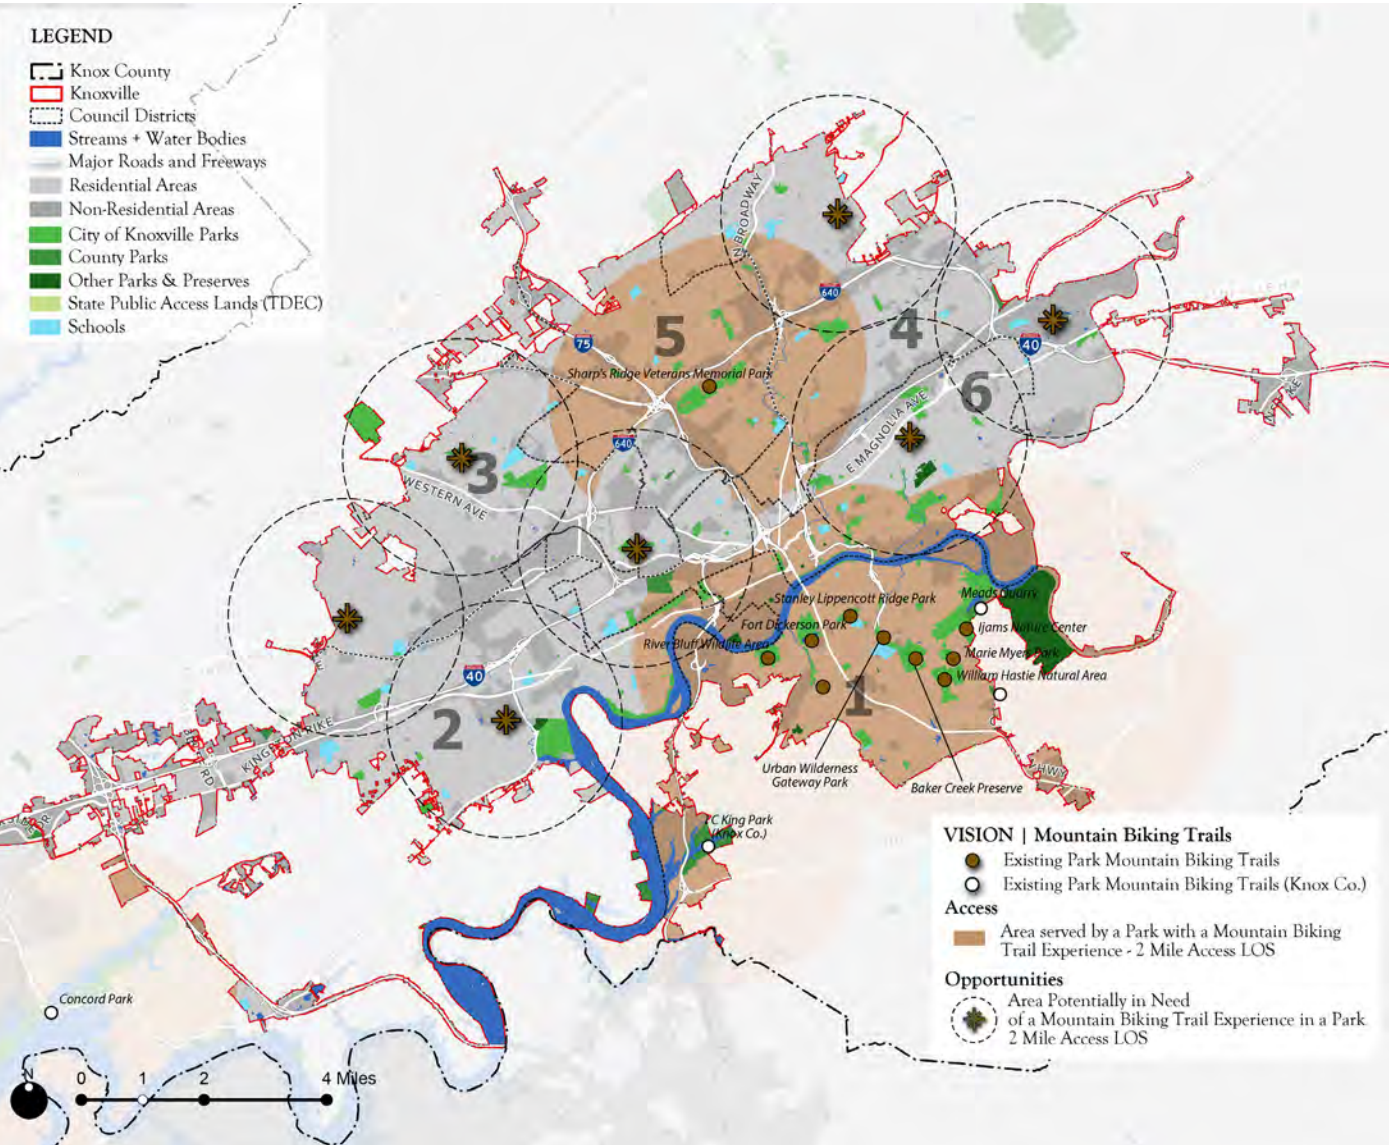 LEGEND
Knox County
Knoxville
Council Districts
Streams + Water Bodies
Major Roads and Freeways
Residential Areas
Non-Residential Areas
City of Knoxville Parks
County Parks
Other Parks & Preserves
State Public Access Lands (TDEC)
Schools
N BROADWAY
640
4
5
75
40
Sharp's Ridge Veterans Memorial Park
6
E MAGNOLIA AVE
640
3
WESTERN AVE
Meads Quarry
Stanley Lippencott Ridge Park
Fort Dickerson Park
Ijams Nature Center
River Bluff Wildlife Area
Marie Myers Park
William Hastie Natural Area
40
1
2
KINGSTON PIKE
RD
Urban Wilderness
Gateway Park
Baker Creek Preserve
HWY
I C King Park
(Knox Co.)
VISION | Mountain Biking Trails
Existing Park Mountain Biking Trails
Existing Park Mountain Biking Trails (Knox Co.)
Access
Area served by a Park with a Mountain Biking
Trail Experience - 2 Mile Access LOS
Opportunities
Area Potentially in Need
of a Mountain Biking Trail Experience in a Park
2 Mile Access LOS
Concord Park
N
0 1 2 4 Miles